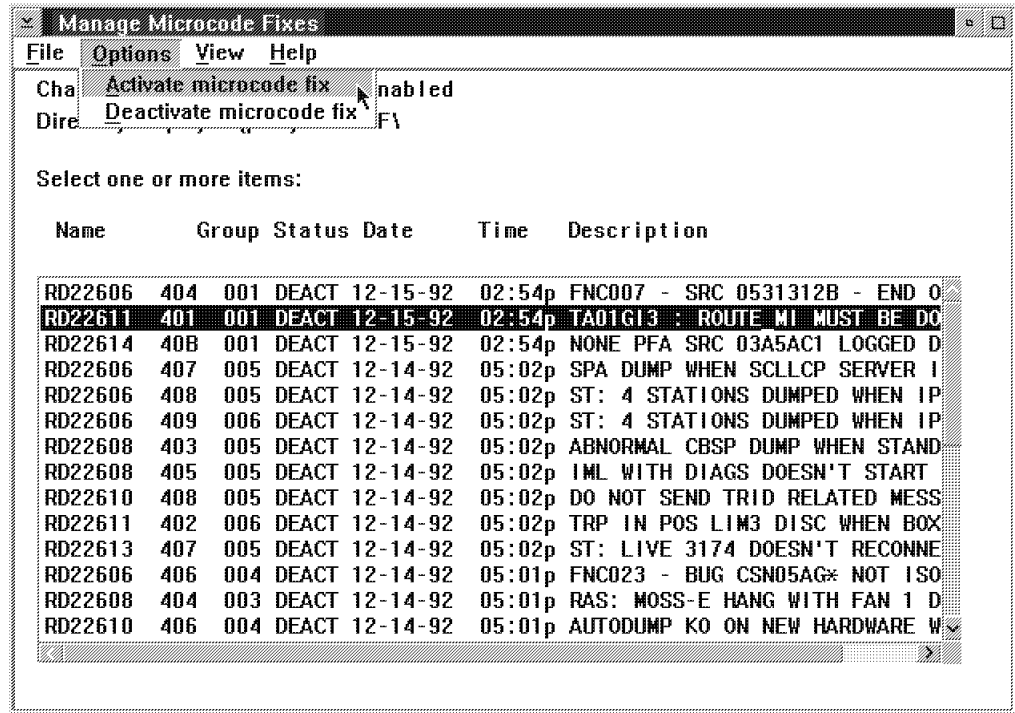 Manage Microcode Fixes
File Options View Help
Activate microcode fix
Deactivate microcode fix
Cha nabled
Dire F\
Select one or more items:
Name Group Status Date Time Description
RD22606 404 001 DEACT 12-15-92 02:54p FNC007 - SRC 0531312B - END O
RD22611 401 001 DEACT 12-15-92 02:54p TA01GI3 : ROUTE_MI MUST BE DO
RD22614 40B 001 DEACT 12-15-92 02:54p NONE PFA SRC 03A5AC1 LOGGED D
RD22606 407 005 DEACT 12-14-92 05:02p SPA DUMP WHEN SCLLCP SERVER I
RD22606 408 005 DEACT 12-14-92 05:02p ST: 4 STATIONS DUMPED WHEN IP
RD22606 409 006 DEACT 12-14-92 05:02p ST: 4 STATIONS DUMPED WHEN IP
RD22608 403 005 DEACT 12-14-92 05:02p ABNORMAL CBSP DUMP WHEN STAND
RD22608 405 005 DEACT 12-14-92 05:02p IML WITH DIAGS DOESN'T START
RD22610 408 005 DEACT 12-14-92 05:02p DO NOT SEND TRID RELATED MESS
RD22611 402 006 DEACT 12-14-92 05:02p TRP IN POS LIM3 DISC WHEN BOX
RD22613 407 005 DEACT 12-14-92 05:02p ST: LIVE 3174 DOESN'T RECONNE
RD22606 406 004 DEACT 12-14-92 05:01p FNC023 - BUG CSN05AG* NOT ISO
RD22608 404 003 DEACT 12-14-92 05:01p RAS: MOSS-E HANG WITH FAN 1 D
RD22610 406 004 DEACT 12-14-92 05:01p AUTODUMP KO ON NEW HARDWARE W